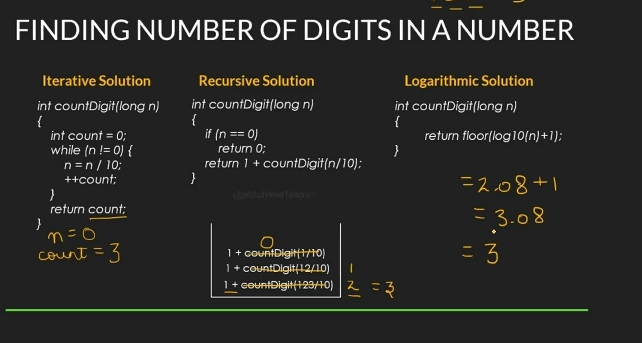 FINDING NUMBER OF DIGITS IN A NUMBER
Iterative Solution
int countDigit(long n)
{
int count = 0;
while (n != 0) {
n = n / 10;
++count;
}
return count;
}
n = 0
count = 3
Recursive Solution
int countDigit(long n)
{
if (n == 0)
return 0;
return 1 + countDigit(n/10);
}
0
1 + countDigit(1/10)
1 + countDigit(12/10) 1
1 + countDigit(123/10) 2 = 3
Logarithmic Solution
int countDigit(long n)
{
return floor(log10(n)+1);
}
= 2.08 + 1
= 3.08
= 3